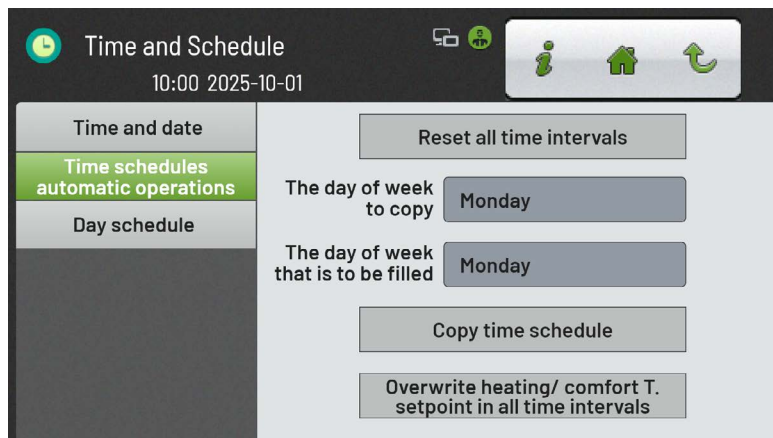 Time and Schedule
10:00 2025-10-01
Time and date
Time schedules
automatic operations
Day schedule
Reset all time intervals
The day of week
to copy
Monday
The day of week
that is to be filled
Monday
Copy time schedule
Overwrite heating/ comfort T.
setpoint in all time intervals